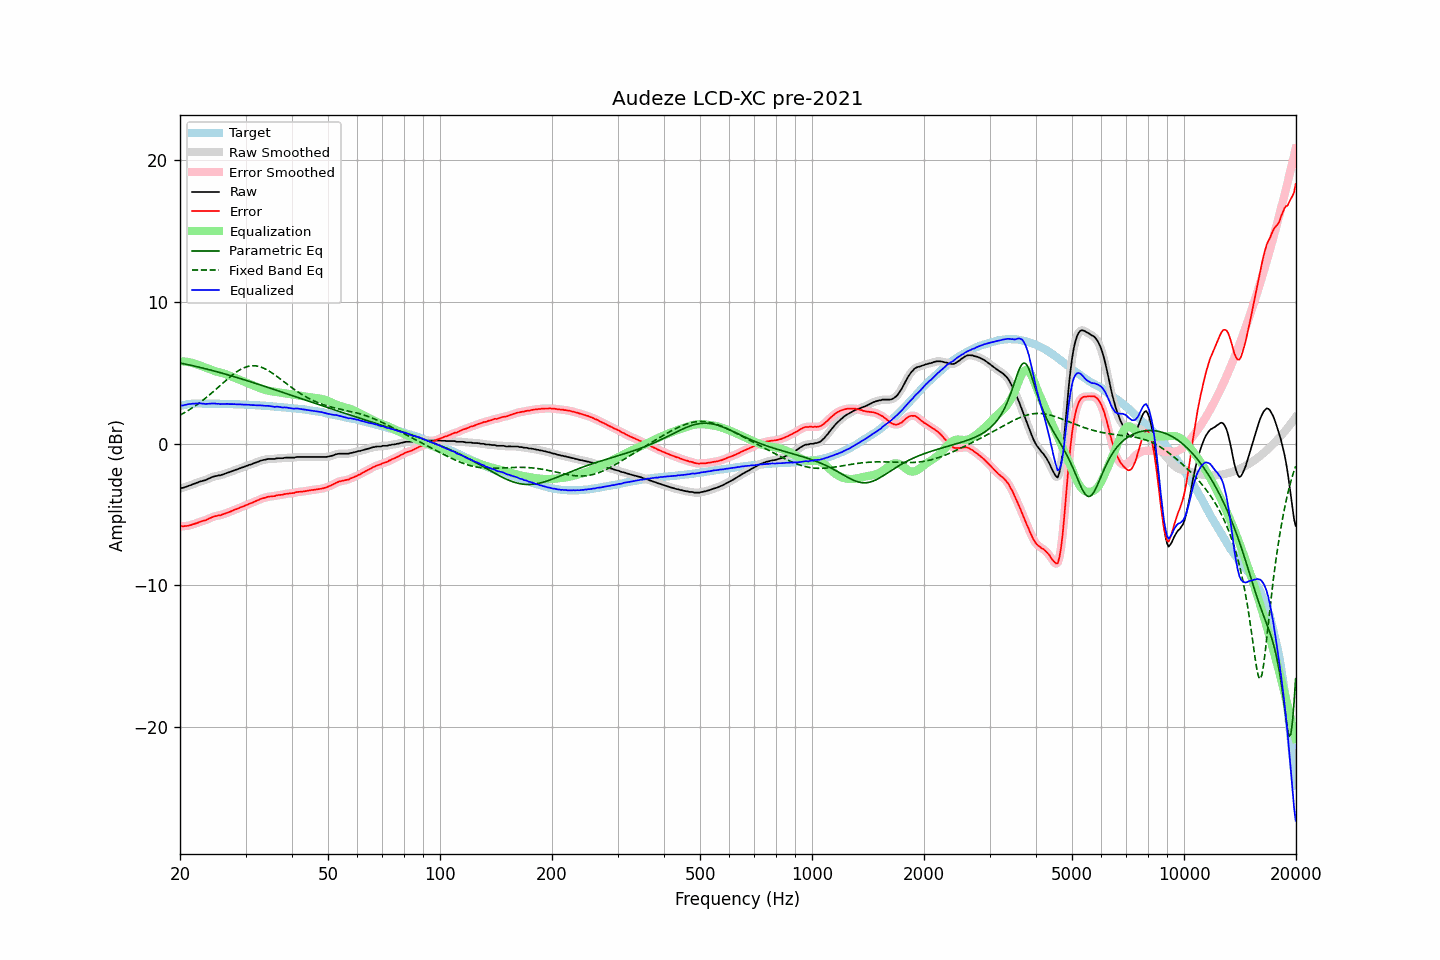 Audeze LCD-XC pre-2021
Target
Raw Smoothed
Error Smoothed
Raw
Error
Equalization
Parametric Eq
Fixed Band Eq
Equalized
Amplitude (dBr)
20
10
0
−10
−20
20 50 100 200 500 1000 2000 5000 10000 20000
Frequency (Hz)